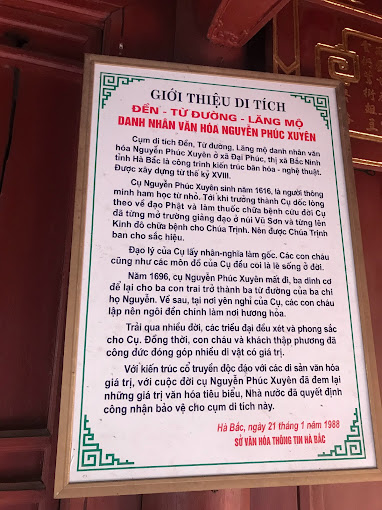 GIỚI THIỆU DI TÍCH
ĐỀN - TỪ ĐƯỜNG - LĂNG MỘ
DANH NHÂN VĂN HÓA NGUYỄN PHÚC XUYÊN
Cụm di tích Đền, Từ Đường, Lăng mộ danh nhân văn
hóa Nguyễn Phúc Xuyên ở xã Đại Phúc, thị xã Bắc Ninh
tỉnh Hà Bắc là công trình kiến trúc văn hóa - nghệ thuật.
Được xây dựng từ thế kỷ XVIII.
Cụ Nguyễn Phúc Xuyên sinh năm 1616, là người thông
minh ham học từ nhỏ. Tới khi trưởng thành Cụ dốc lòng
theo về đạo Phật và làm thuốc chữa bệnh cứu đời Cụ
đã từng mở trường giảng đạo ở núi Vũ Sơn và từng lên
Kinh đô chữa bệnh cho Chúa Trịnh. Nên được Chúa Trịnh
ban cho sắc hiệu.
Đạo lý của Cụ lấy nhân-nghĩa làm gốc. Các con cháu
cũng như các môn đồ của Cụ đều coi là lẽ sống ở đời.
Năm 1696, cụ Nguyễn Phúc Xuyên mất đi, ba dinh cơ
để lại cho ba con trai trở thành ba từ đường của ba chi
họ Nguyễn. Về sau, tại nơi yên nghỉ của Cụ, các con cháu
lập nên ngôi đền chính làm nơi hương hỏa.
Trải qua nhiều đời, các triều đại đều xét và phong sắc
cho Cụ. Đồng thời, con cháu và khách thập phương đã
công đức đóng góp nhiều di vật có giá trị.
Với kiến trúc cổ truyền độc đáo với các di sản văn hóa
giá trị, với cuộc đời cụ Nguyễn Phúc Xuyên đã đem lại
những giá trị văn hóa tiêu biểu, Nhà nước đã quyết định
công nhận bảo vệ cho cụm di tích này.
Hà Bắc, ngày 21 tháng 1 năm 1988
SỞ VĂN HÓA THÔNG TIN HÀ BẮC